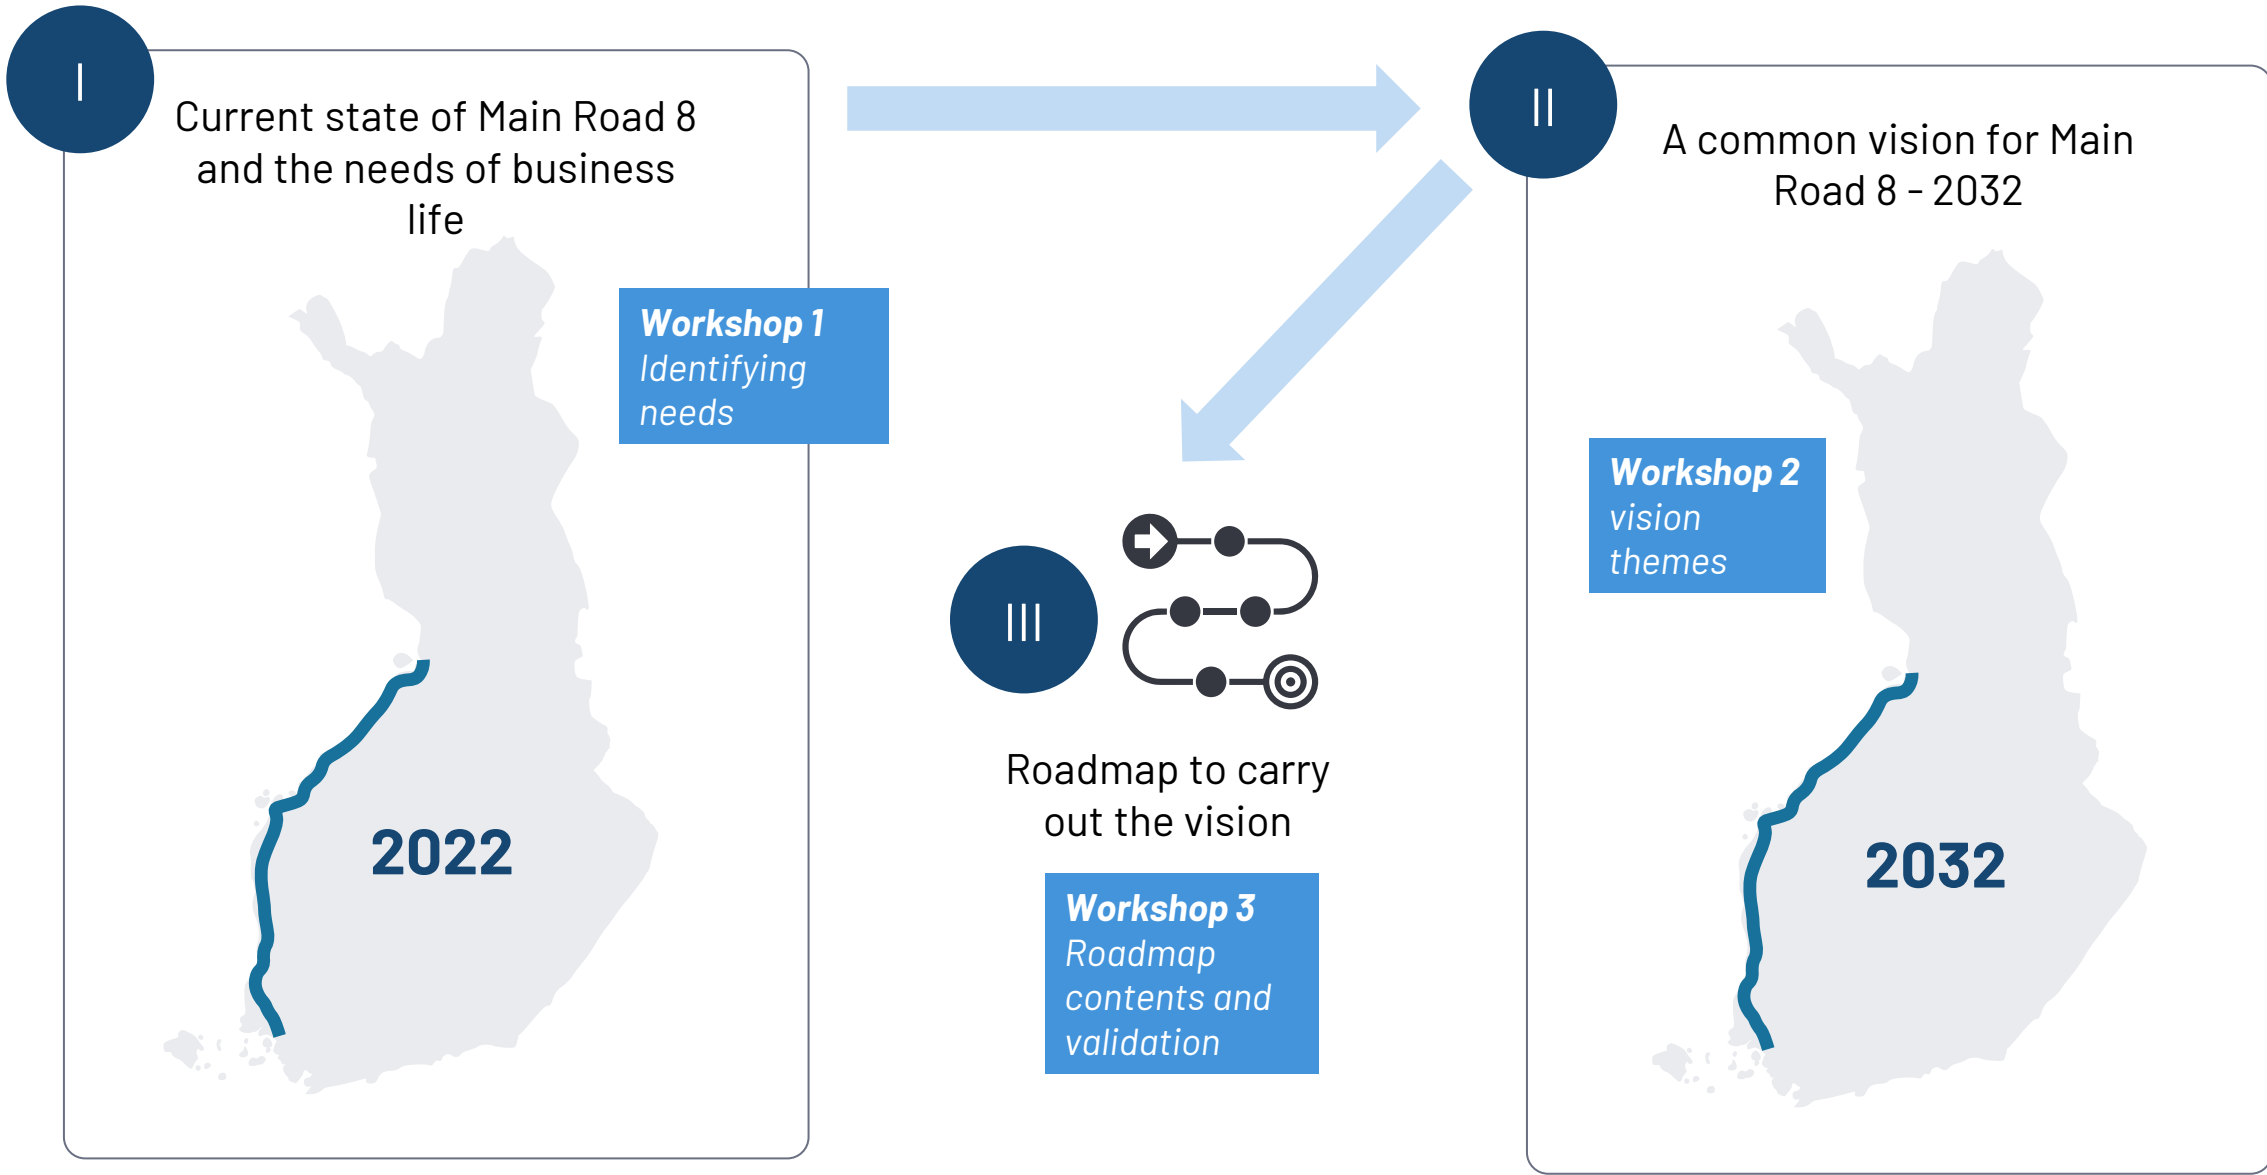 I
Current state of Main Road 8
and the needs of business
life
Workshop 1
Identifying
needs
2022
II
A common vision for Main
Road 8 - 2032
Workshop 2
vision
themes
2032
III
Roadmap to carry
out the vision
Workshop 3
Roadmap
contents and
validation